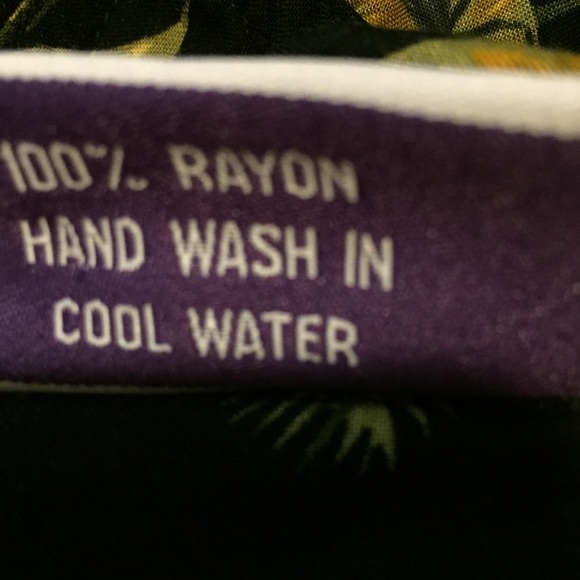 100% RAYON
HAND WASH IN
COOL WATER